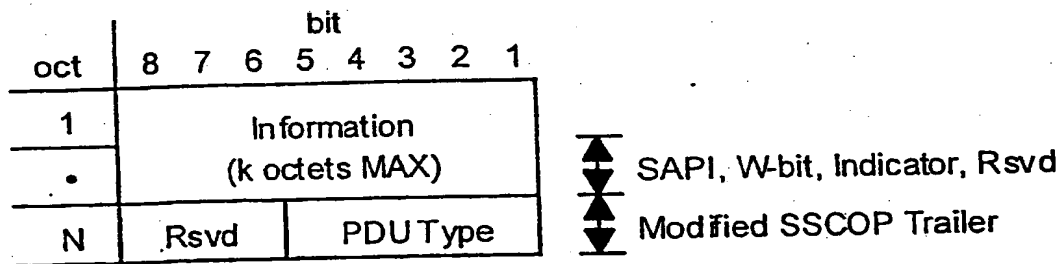 bit
oct 8 7 6 5 4 3 2 1
1 Information
(k octets MAX) SAPI, W-bit, Indicator, Rsvd
•
N Rsvd PDU Type Modified SSCOP Trailer